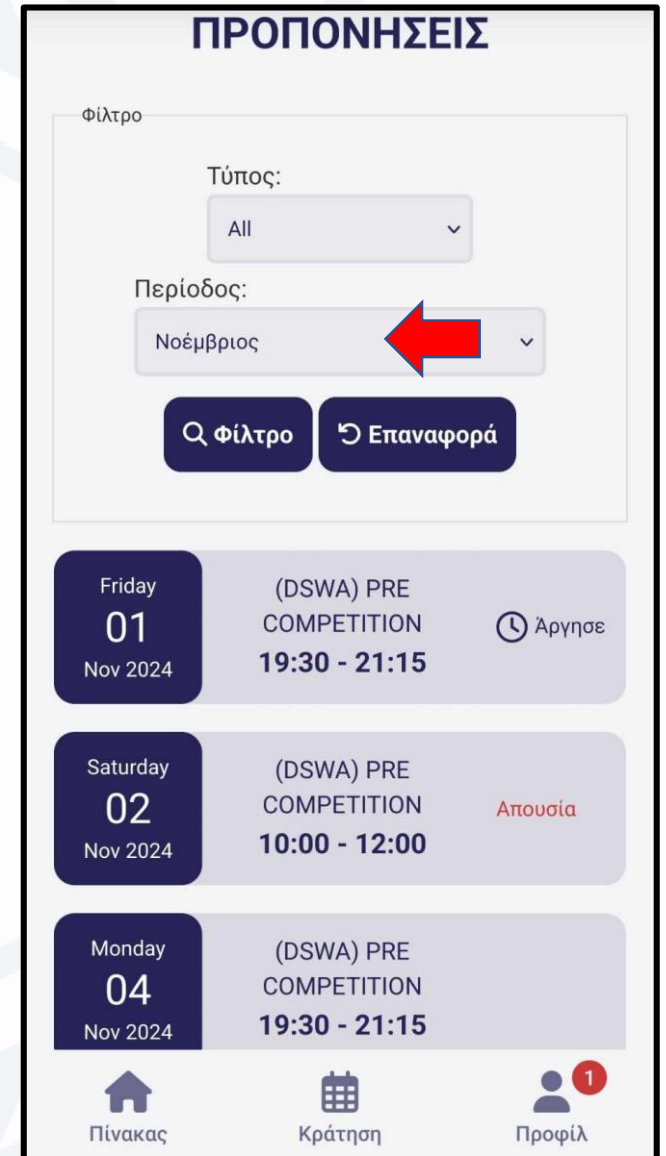 ΠΡΟΠΟΝΗΣΕΙΣ
Φίλτρο
Τύπος:
All
Περίοδος:
Νοέμβριος
Φίλτρο
Επαναφορά
Friday
01
Nov 2024
(DSWA) PRE
COMPETITION
19:30 - 21:15
Άργησε
Saturday
02
Nov 2024
(DSWA) PRE
COMPETITION
10:00 - 12:00
Απουσία
Monday
04
Nov 2024
(DSWA) PRE
COMPETITION
19:30 - 21:15
Πίνακας
Κράτηση
1
Προφίλ